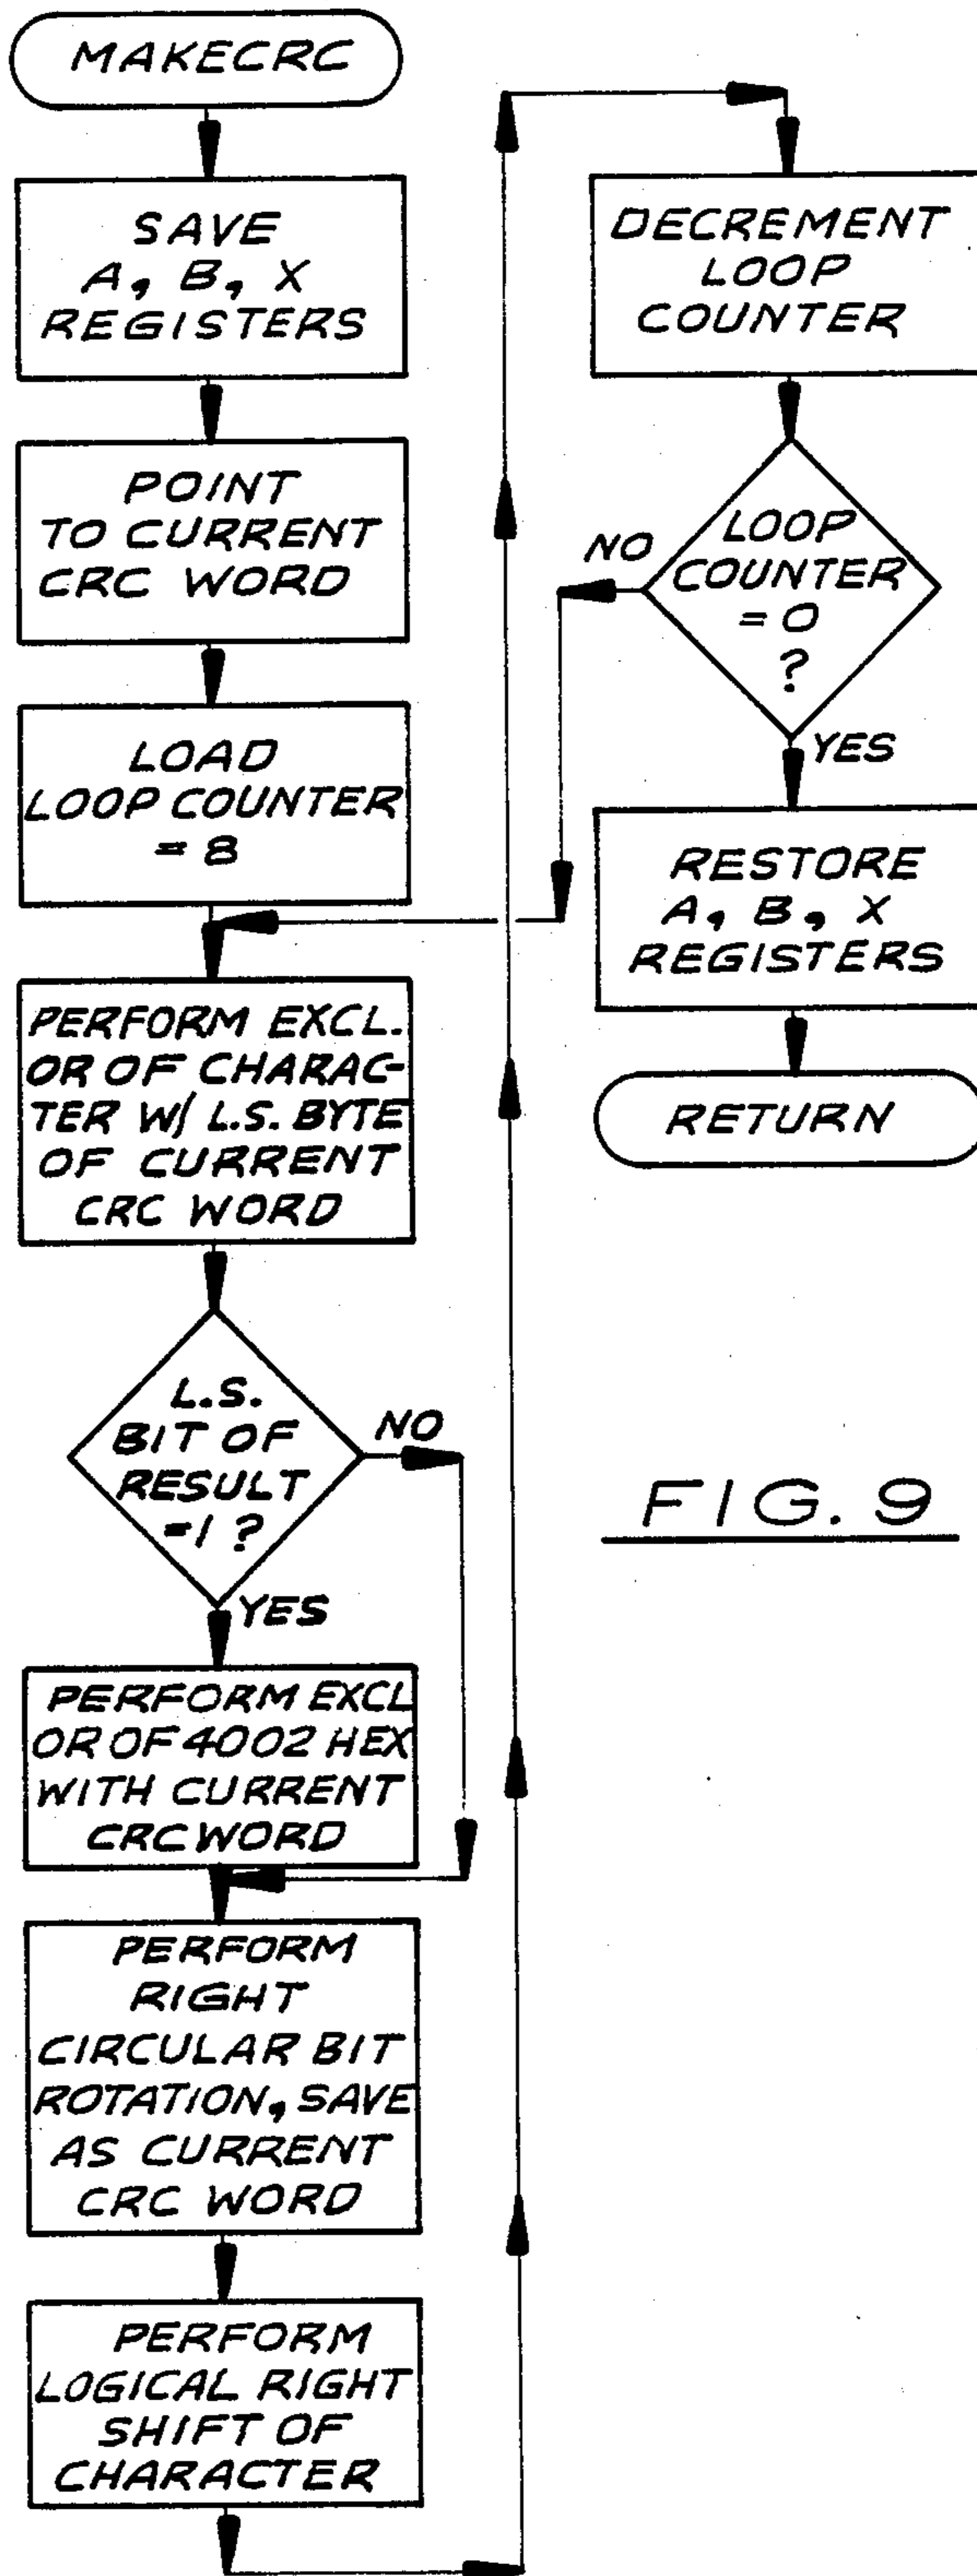 MAKECRC
SAVE
A, B, X
REGISTERS
POINT
TO CURRENT
CRC WORD
LOAD
LOOP COUNTER
= 8
PERFORM EXCL.
OR OF CHARAC-
TER W/ L.S. BYTE
OF CURRENT
CRC WORD
L.S.
BIT OF
RESULT
=1 ?
NO
YES
PERFORM EXCL
OR OF 4002 HEX
WITH CURRENT
CRC WORD
PERFORM
RIGHT
CIRCULAR BIT
ROTATION, SAVE
AS CURRENT
CRC WORD
PERFORM
LOGICAL RIGHT
SHIFT OF
CHARACTER
DECREMENT
LOOP
COUNTER
LOOP
COUNTER
= 0
?
NO
YES
RESTORE
A, B, X
REGISTERS
RETURN
FIG. 9